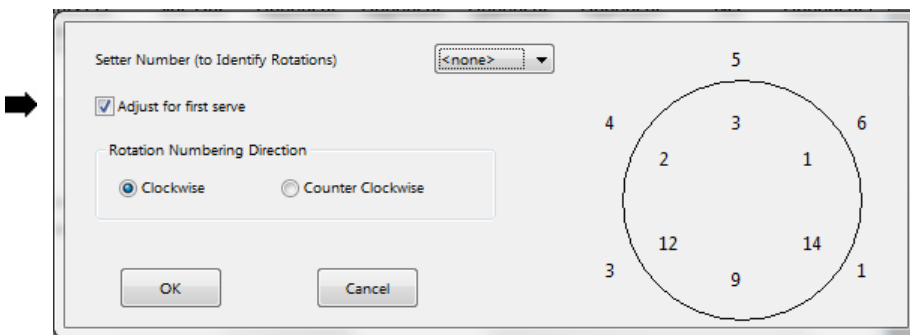 Setter Number (to Identify Rotations) <none>
5
Adjust for first serve
4 3 6
Rotation Numbering Direction
2 1
Clockwise Counter Clockwise
12 14
3 9 1
OK Cancel